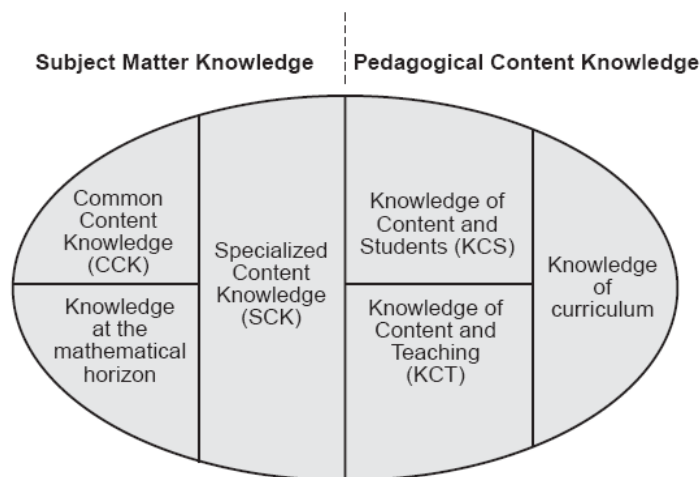 Subject Matter Knowledge
Pedagogical Content Knowledge
Common
Content
Knowledge
(CCK)
Knowledge
at the
mathematical
horizon
Specialized
Content
Knowledge
(SCK)
Knowledge of
Content and
Students (KCS)
Knowledge of
Content and
Teaching
(KCT)
Knowledge
of
curriculum